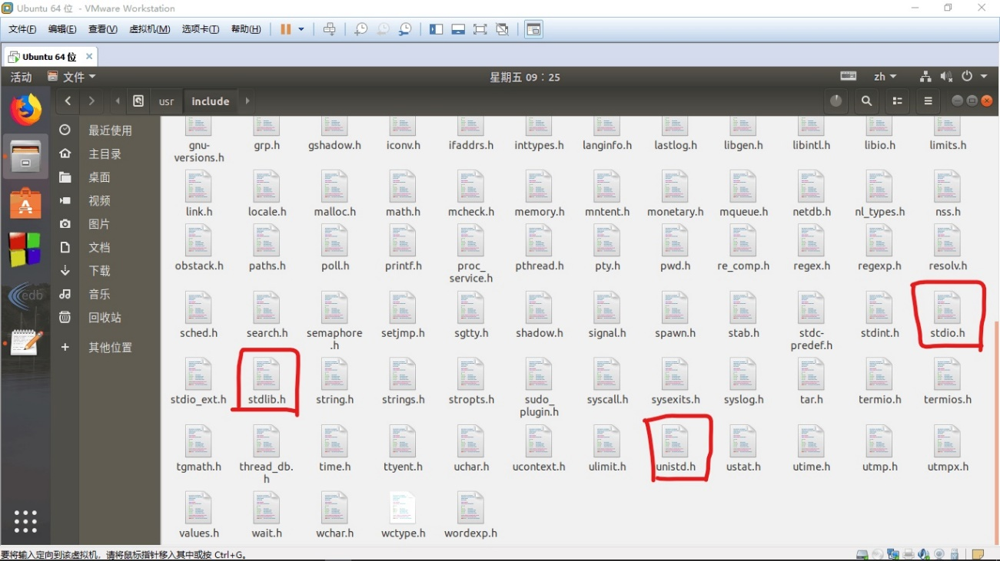 Ubuntu 64 位 - VMware Workstation
文件(F) 编辑(E) 查看(V) 虚拟机(M) 选项卡(T) 帮助(H)
Ubuntu 64 位
活动 文件 星期五 09：25 zh
usr include
最近使用
主目录
桌面
视频
图片
文档
下载
音乐
回收站
其他位置
edb
gnu-versions.h grp.h gshadow.h iconv.h ifaddrs.h inttypes.h langinfo.h lastlog.h libgen.h libintl.h libio.h limits.h
link.h locale.h malloc.h math.h mcheck.h memory.h mntent.h monetary.h mqueue.h netdb.h nl_types.h nss.h
obstack.h paths.h poll.h printf.h proc_service.h pthread.h pty.h pwd.h re_comp.h regex.h regexp.h resolv.h
sched.h search.h semaphore.h setjmp.h sgtty.h shadow.h signal.h spawn.h stab.h stdc-predef.h stdint.h stdio.h
stdio_ext.h stdlib.h string.h strings.h stropts.h sudo_plugin.h syscall.h sysexits.h syslog.h tar.h termio.h termios.h
tgmath.h thread_db.h time.h ttyent.h uchar.h ucontext.h ulimit.h unistd.h ustat.h utime.h utmp.h utmpx.h
values.h wait.h wchar.h wctype.h wordexp.h
要将输入定向到该虚拟机，请将鼠标指针移入其中或按 Ctrl+G。